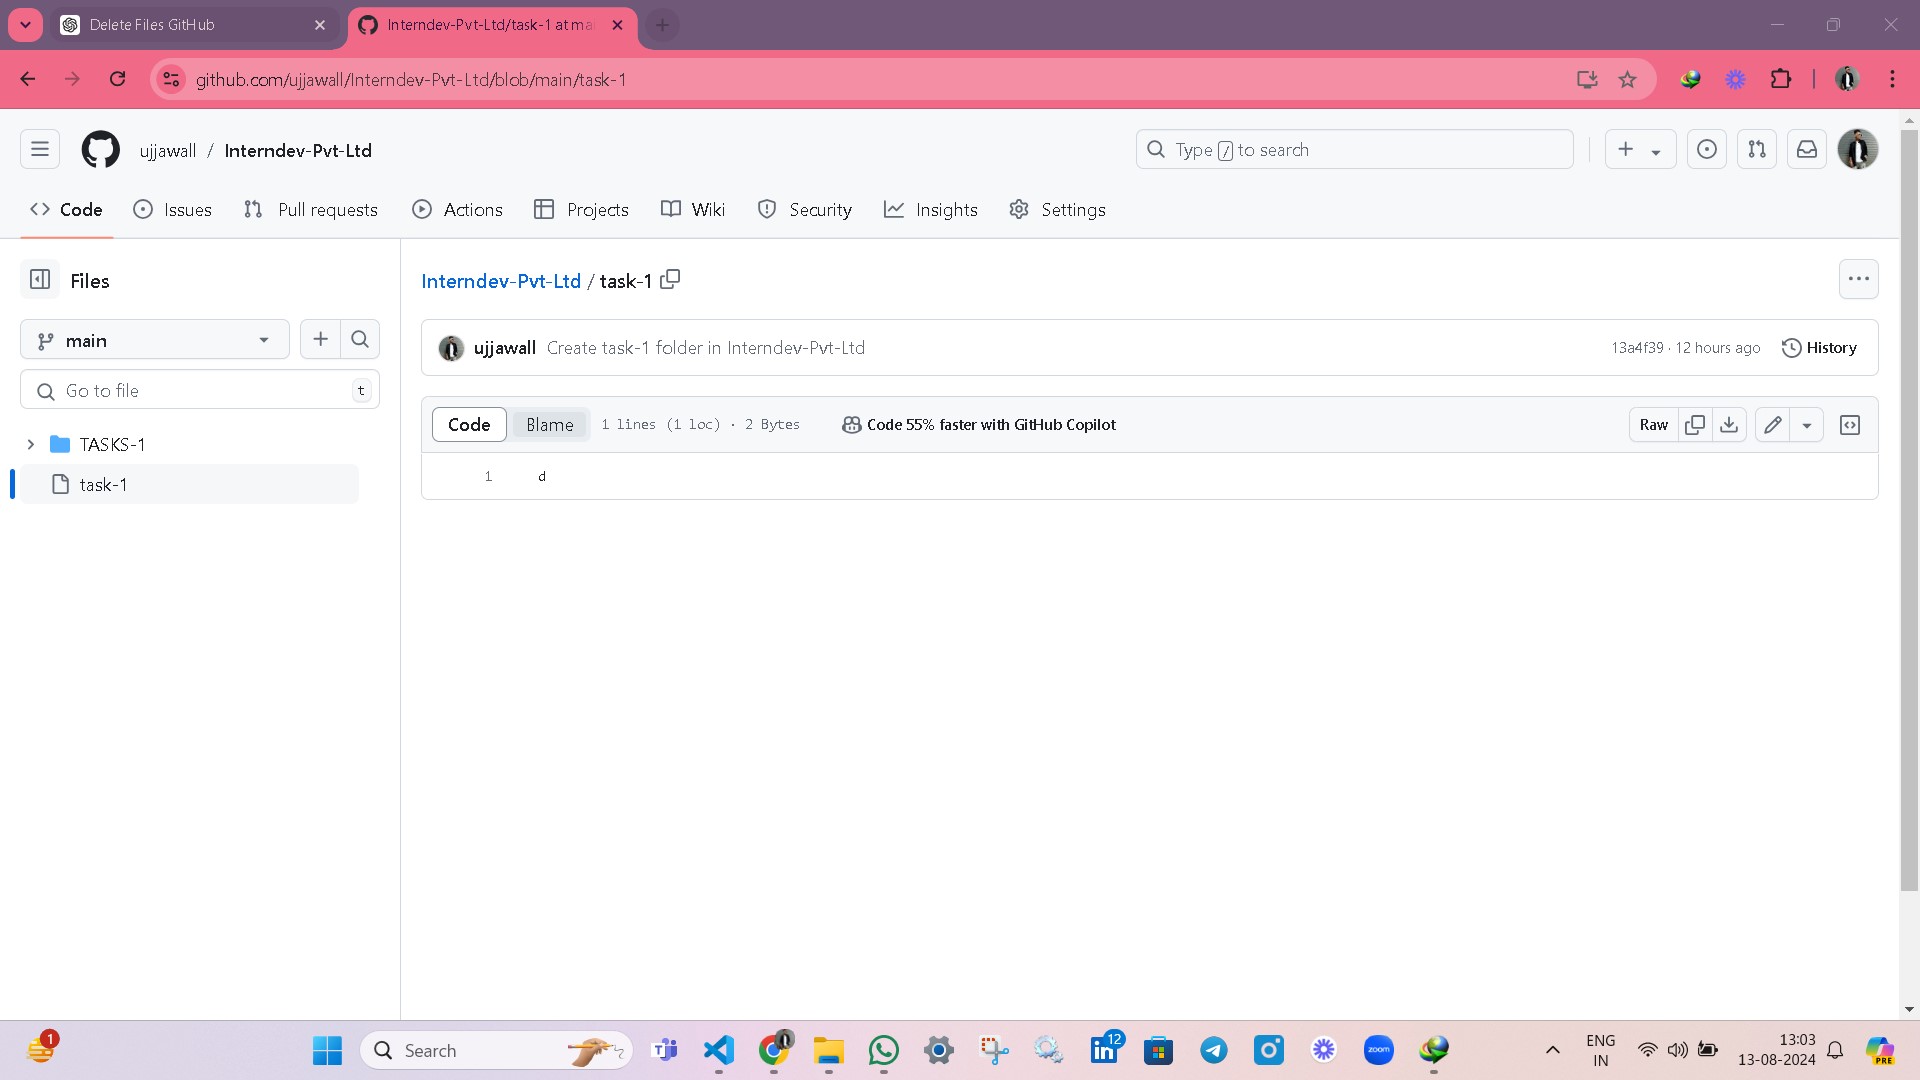 Delete Files GitHub
Interndev-Pvt-Ltd/task-1 at ma
github.com/ujjawall/Interndev-Pvt-Ltd/blob/main/task-1
ujjawall / Interndev-Pvt-Ltd
Type / to search
Code Issues Pull requests Actions Projects Wiki Security Insights Settings
Files
Interndev-Pvt-Ltd / task-1
main
ujjawall Create task-1 folder in Interndev-Pvt-Ltd
13a4f39 · 12 hours ago History
Go to file t
Code Blame 1 lines (1 loc) · 2 Bytes Code 55% faster with GitHub Copilot Raw
TASKS-1
task-1
1 d
1
Search
12
zoom
ENG
IN
13:03
13-08-2024
PRE